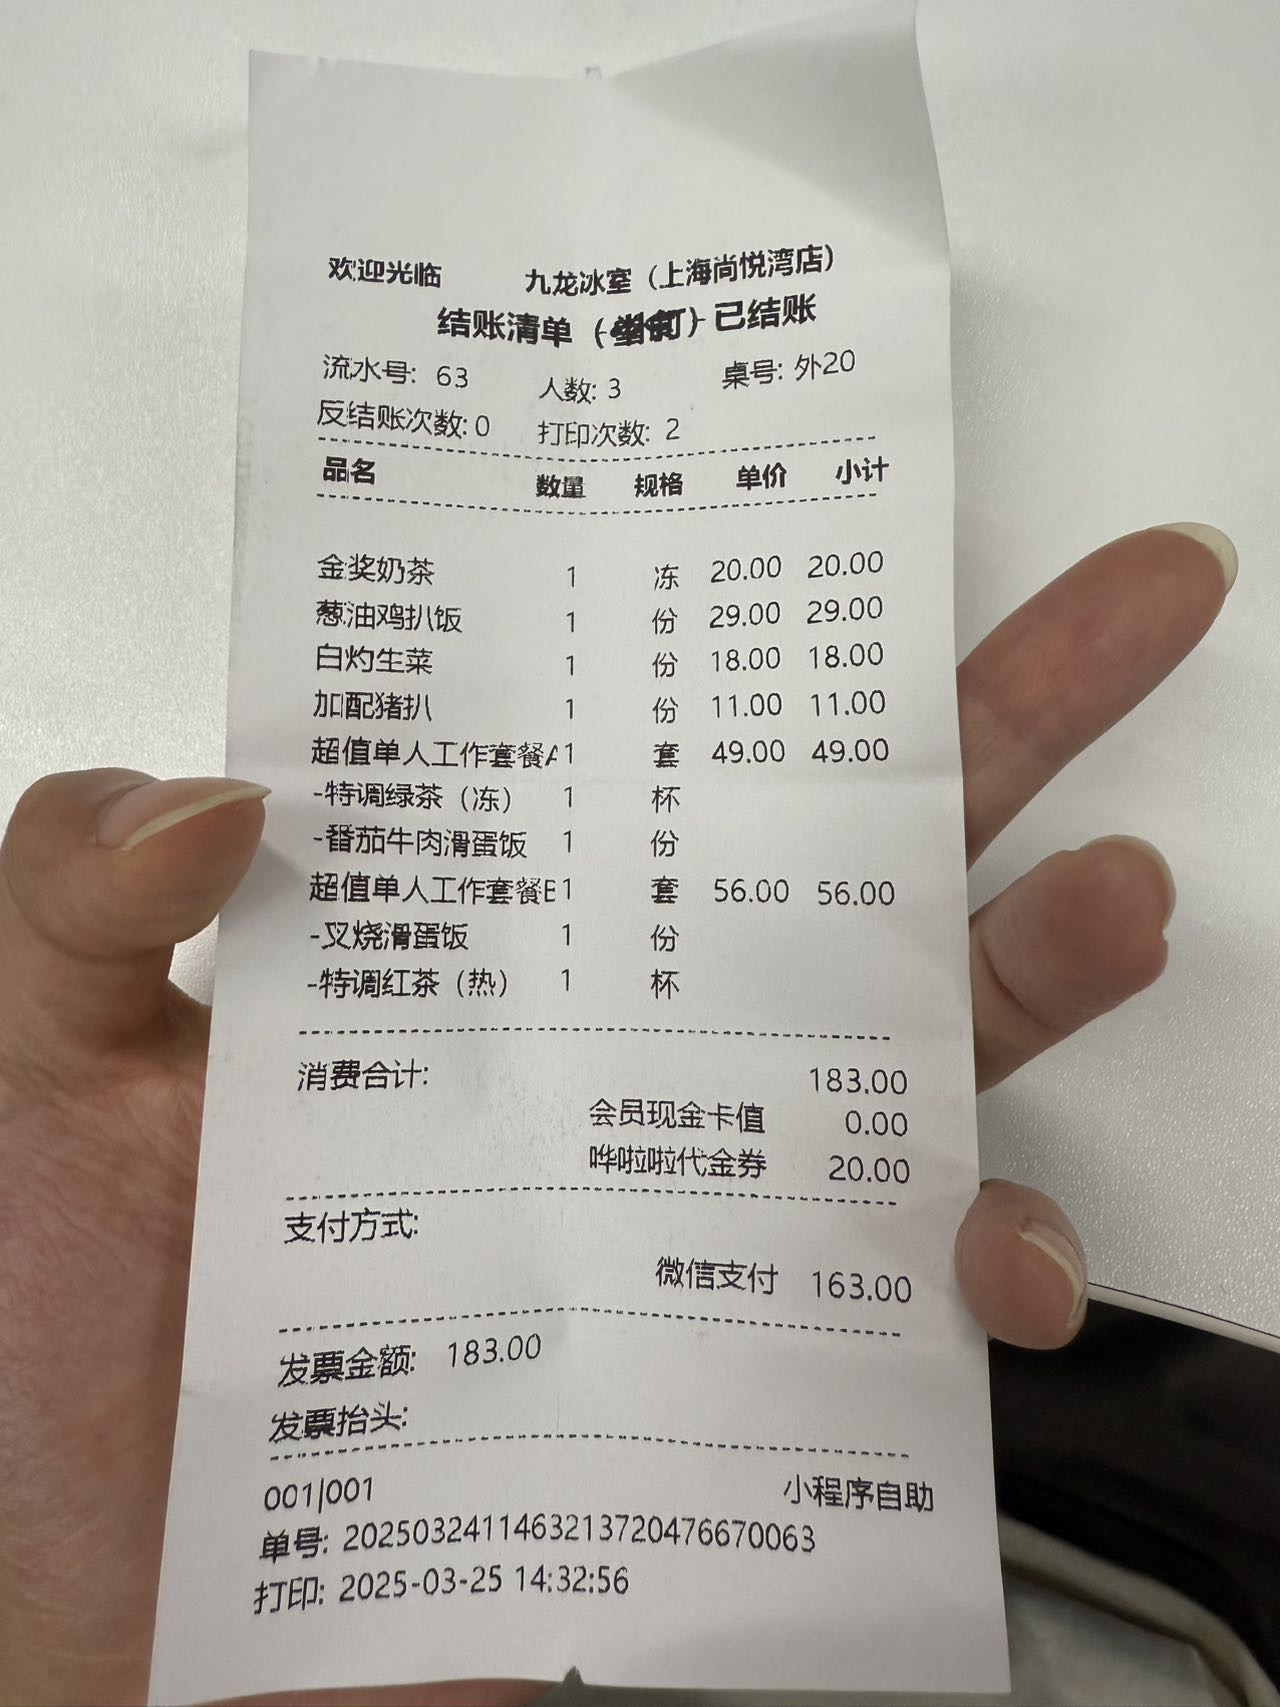 欢迎光临 九龙冰室（上海尚悦湾店）
结账清单（）已结账
流水号: 63 人数: 3 桌号: 外20
反结账次数: 0 打印次数: 2
品名 数量 规格 单价 小计
金奖奶茶 1 冻 20.00 20.00
葱油鸡扒饭 1 份 29.00 29.00
白灼生菜 1 份 18.00 18.00
加配猪扒 1 份 11.00 11.00
超值单人工作套餐A 1 套 49.00 49.00
-特调绿茶（冻） 1 杯
-番茄牛肉滑蛋饭 1 份
超值单人工作套餐B 1 套 56.00 56.00
-叉烧滑蛋饭 1 份
-特调红茶（热） 1 杯
消费合计: 183.00
会员现金卡值 0.00
哗啦啦代金券 20.00
支付方式:
微信支付 163.00
发票金额: 183.00
发票抬头:
001|001 小程序自助
单号: 2025032411463213720476670063
打印: 2025-03-25 14:32:56